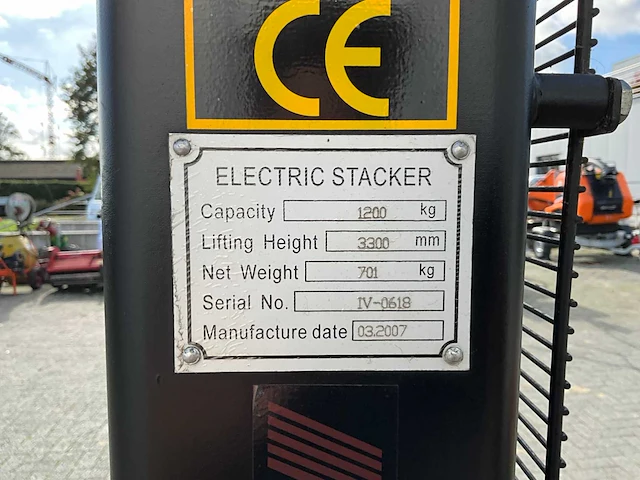 CE
ELECTRIC STACKER
Capacity 1200 kg
Lifting Height 3300 mm
Net Weight 701 kg
Serial No. IV-0618
Manufacture date 03.2007